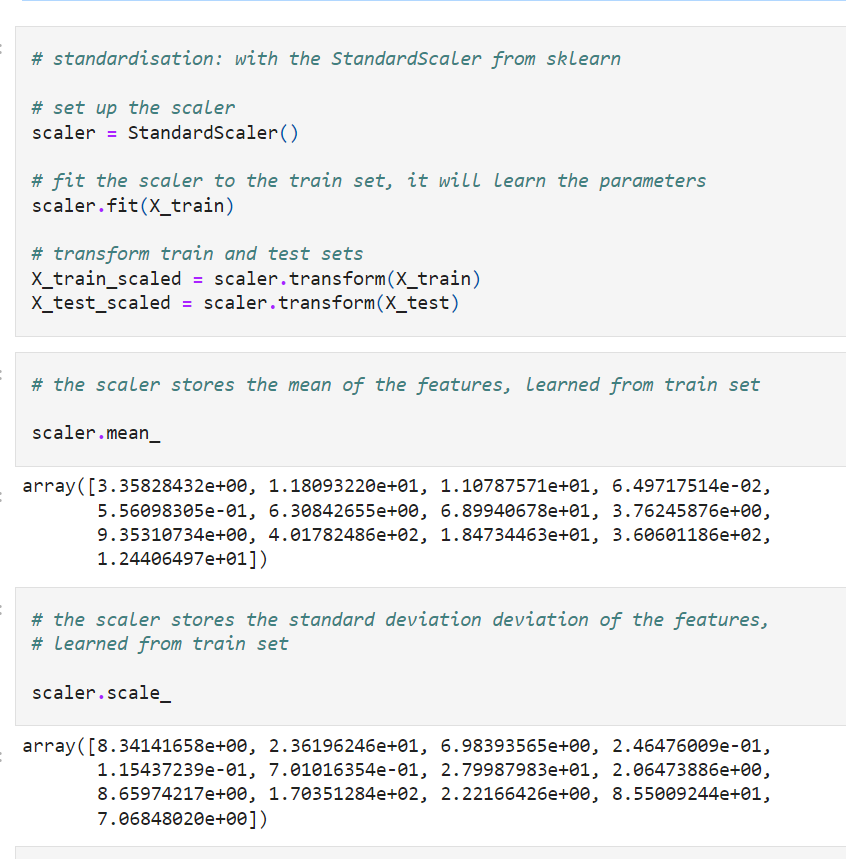 # standardisation: with the StandardScaler from sklearn
# set up the scaler
scaler = StandardScaler()
# fit the scaler to the train set, it will learn the parameters
scaler.fit(X_train)
# transform train and test sets
X_train_scaled = scaler.transform(X_train)
X_test_scaled = scaler.transform(X_test)
# the scaler stores the mean of the features, learned from train set
scaler.mean_
array([3.35828432e+00, 1.18093220e+01, 1.10787571e+01, 6.49717514e-02,
5.56098305e-01, 6.30842655e+00, 6.89940678e+01, 3.76245876e+00,
9.35310734e+00, 4.01782486e+02, 1.84734463e+01, 3.60601186e+02,
1.24406497e+01])
# the scaler stores the standard deviation deviation of the features,
# learned from train set
scaler.scale_
array([8.34141658e+00, 2.36196246e+01, 6.98393565e+00, 2.46476009e-01,
1.15437239e-01, 7.01016354e-01, 2.79987983e+01, 2.06473886e+00,
8.65974217e+00, 1.70351284e+02, 2.22166426e+00, 8.55009244e+01,
7.06848020e+00])